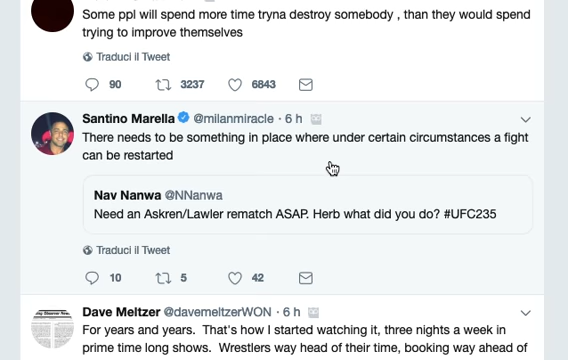 Some ppl will spend more time tryna destroy somebody , than they would spend
trying to improve themselves
Traduci il Tweet
90 3237 6843
Santino Marella @milanmiracle · 6 h
There needs to be something in place where under certain circumstances a fight
can be restarted
Nav Nanwa @NNanwa
Need an Askren/Lawler rematch ASAP. Herb what did you do? #UFC235
Traduci il Tweet
10 5 42
Dave Meltzer @davemeltzerWON · 6 h
For years and years. That's how I started watching it, three nights a week in
prime time long shows. Wrestlers way head of their time, booking way ahead of